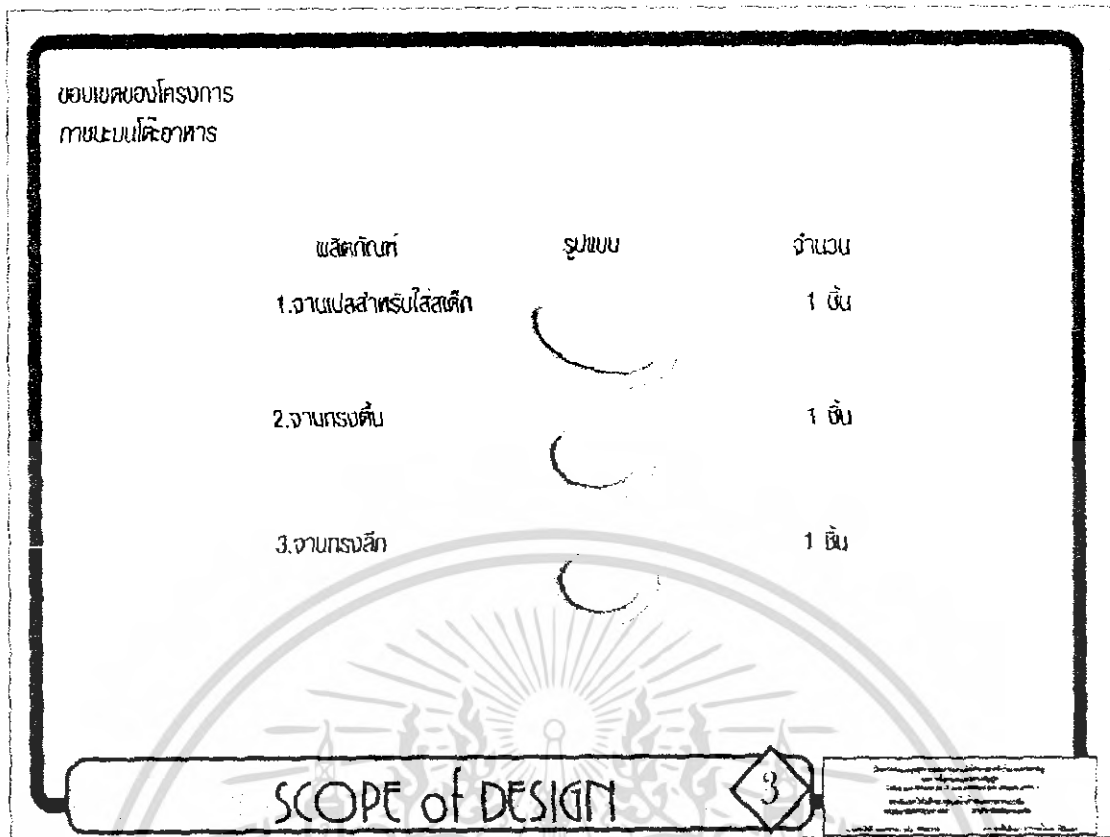 ขอบเขตของโครงการ
ภาชนะบนโต๊ะอาหาร
ผลิตภัณฑ์ รูปแบบ จำนวน
1.จานเปลสำหรับใส่สเต็ก 1 ชิ้น
2.จานทรงตื้น 1 ชิ้น
3.จานทรงลึก 1 ชิ้น
SCOPE of DESIGN 3